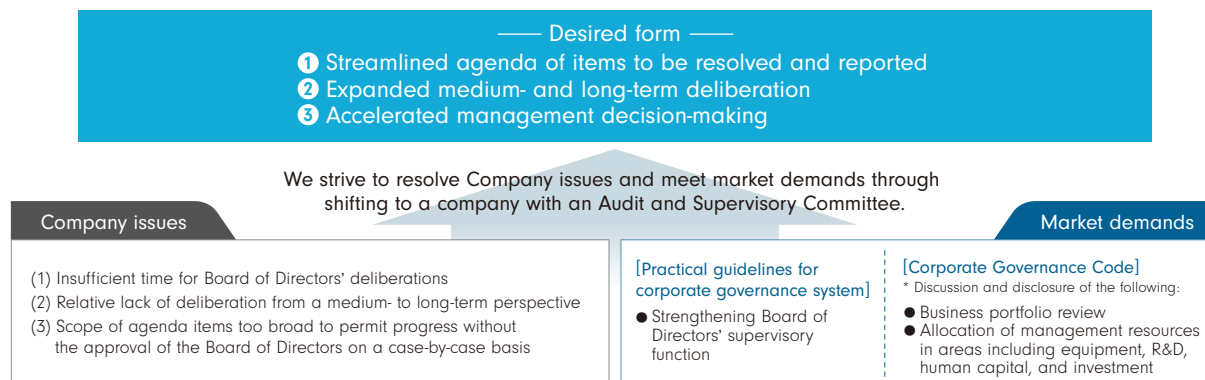 Desired form
1 Streamlined agenda of items to be resolved and reported
2 Expanded medium- and long-term deliberation
3 Accelerated management decision-making
We strive to resolve Company issues and meet market demands through
shifting to a company with an Audit and Supervisory Committee.
Company issues
(1) Insufficient time for Board of Directors’ deliberations
(2) Relative lack of deliberation from a medium- to long-term perspective
(3) Scope of agenda items too broad to permit progress without
the approval of the Board of Directors on a case-by-case basis
Market demands
[Practical guidelines for
corporate governance system]
● Strengthening Board of
Directors’ supervisory
function
[Corporate Governance Code]
* Discussion and disclosure of the following:
● Business portfolio review
● Allocation of management resources
in areas including equipment, R&D,
human capital, and investment